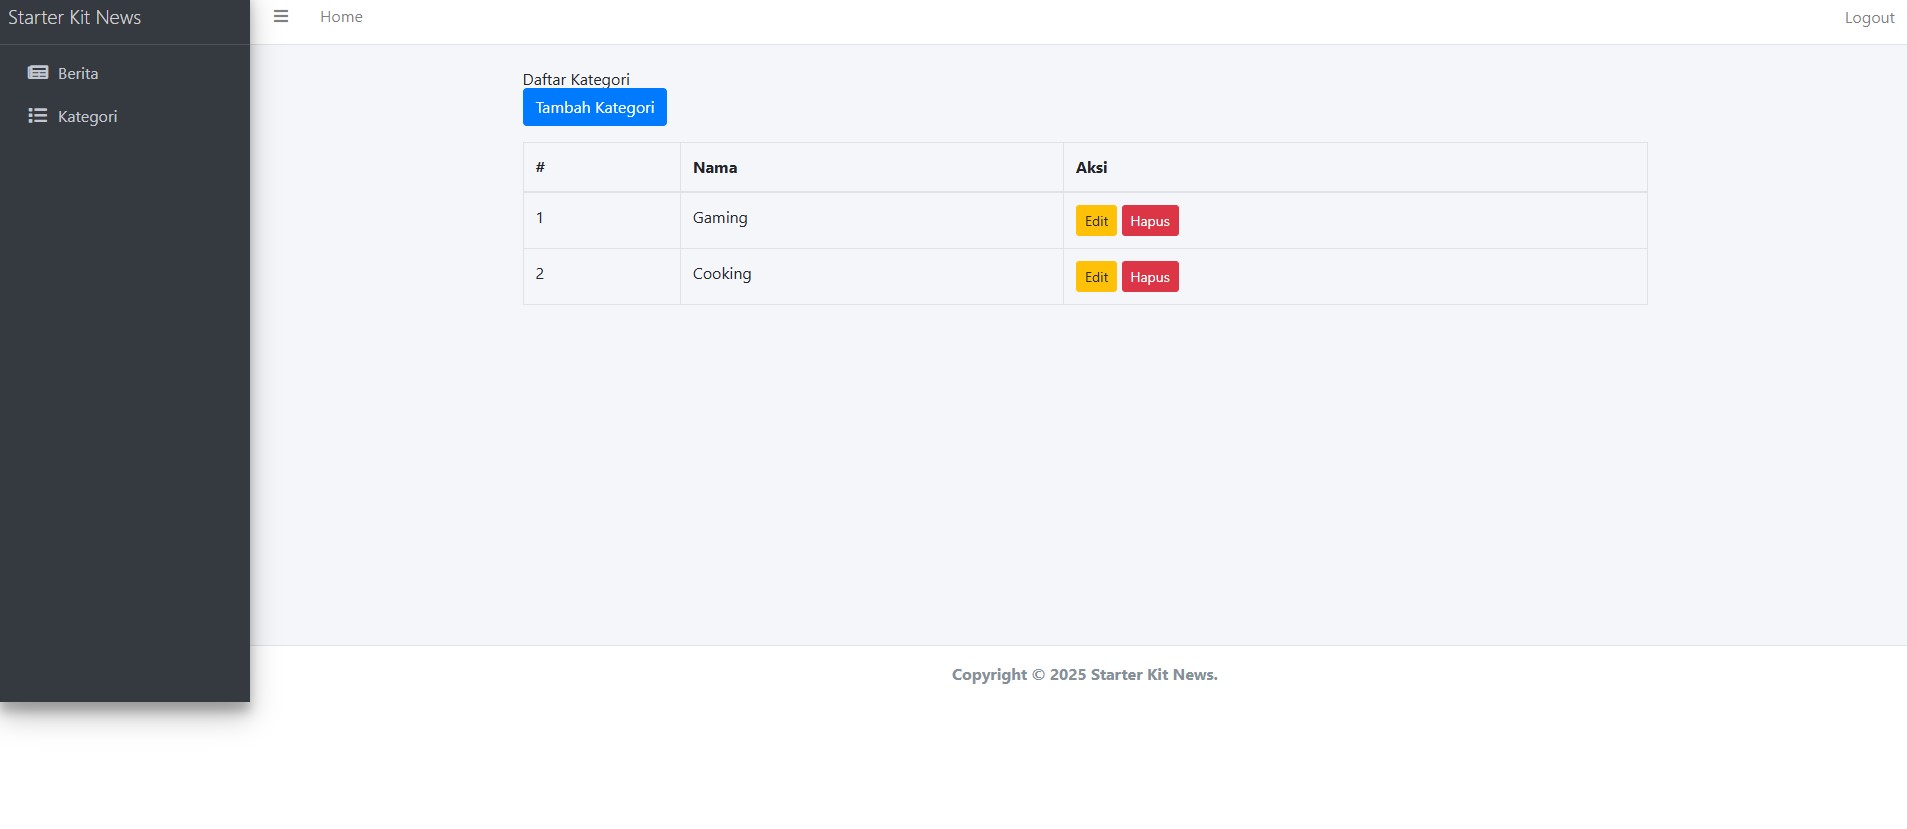 Starter Kit News
Home
Logout
Berita
Kategori
Daftar Kategori
Tambah Kategori
# Nama Aksi
1 Gaming Edit Hapus
2 Cooking Edit Hapus
Copyright © 2025 Starter Kit News.